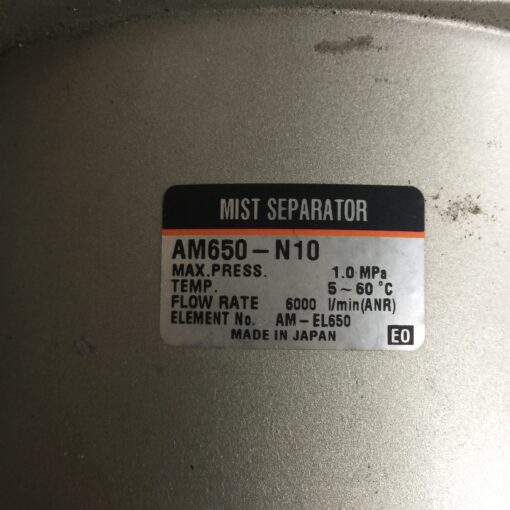 MIST SEPARATOR
AM650-N10
MAX.PRESS. 1.0 MPa
TEMP. 5~60 °C
FLOW RATE 6000 l/min(ANR)
ELEMENT No. AM-EL650
MADE IN JAPAN EO